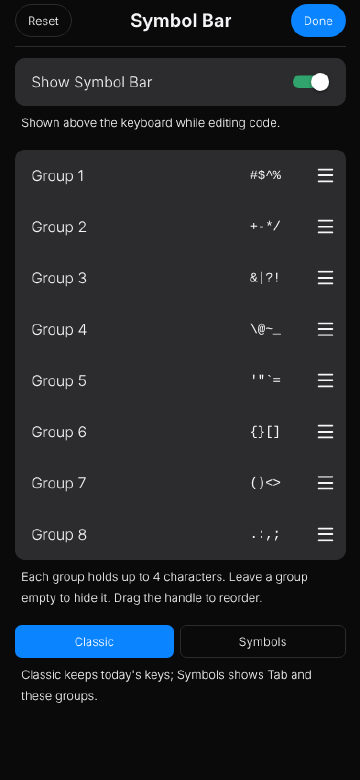 Reset Symbol Bar Done
Show Symbol Bar
Shown above the keyboard while editing code.
Group 1 #$^%
Group 2 +-*/
Group 3 &|?!
Group 4 \@~_
Group 5 '"`=
Group 6 {}[]
Group 7 ()<>
Group 8 .:,;
Each group holds up to 4 characters. Leave a group
empty to hide it. Drag the handle to reorder.
Classic Symbols
Classic keeps today's keys; Symbols shows Tab and
these groups.